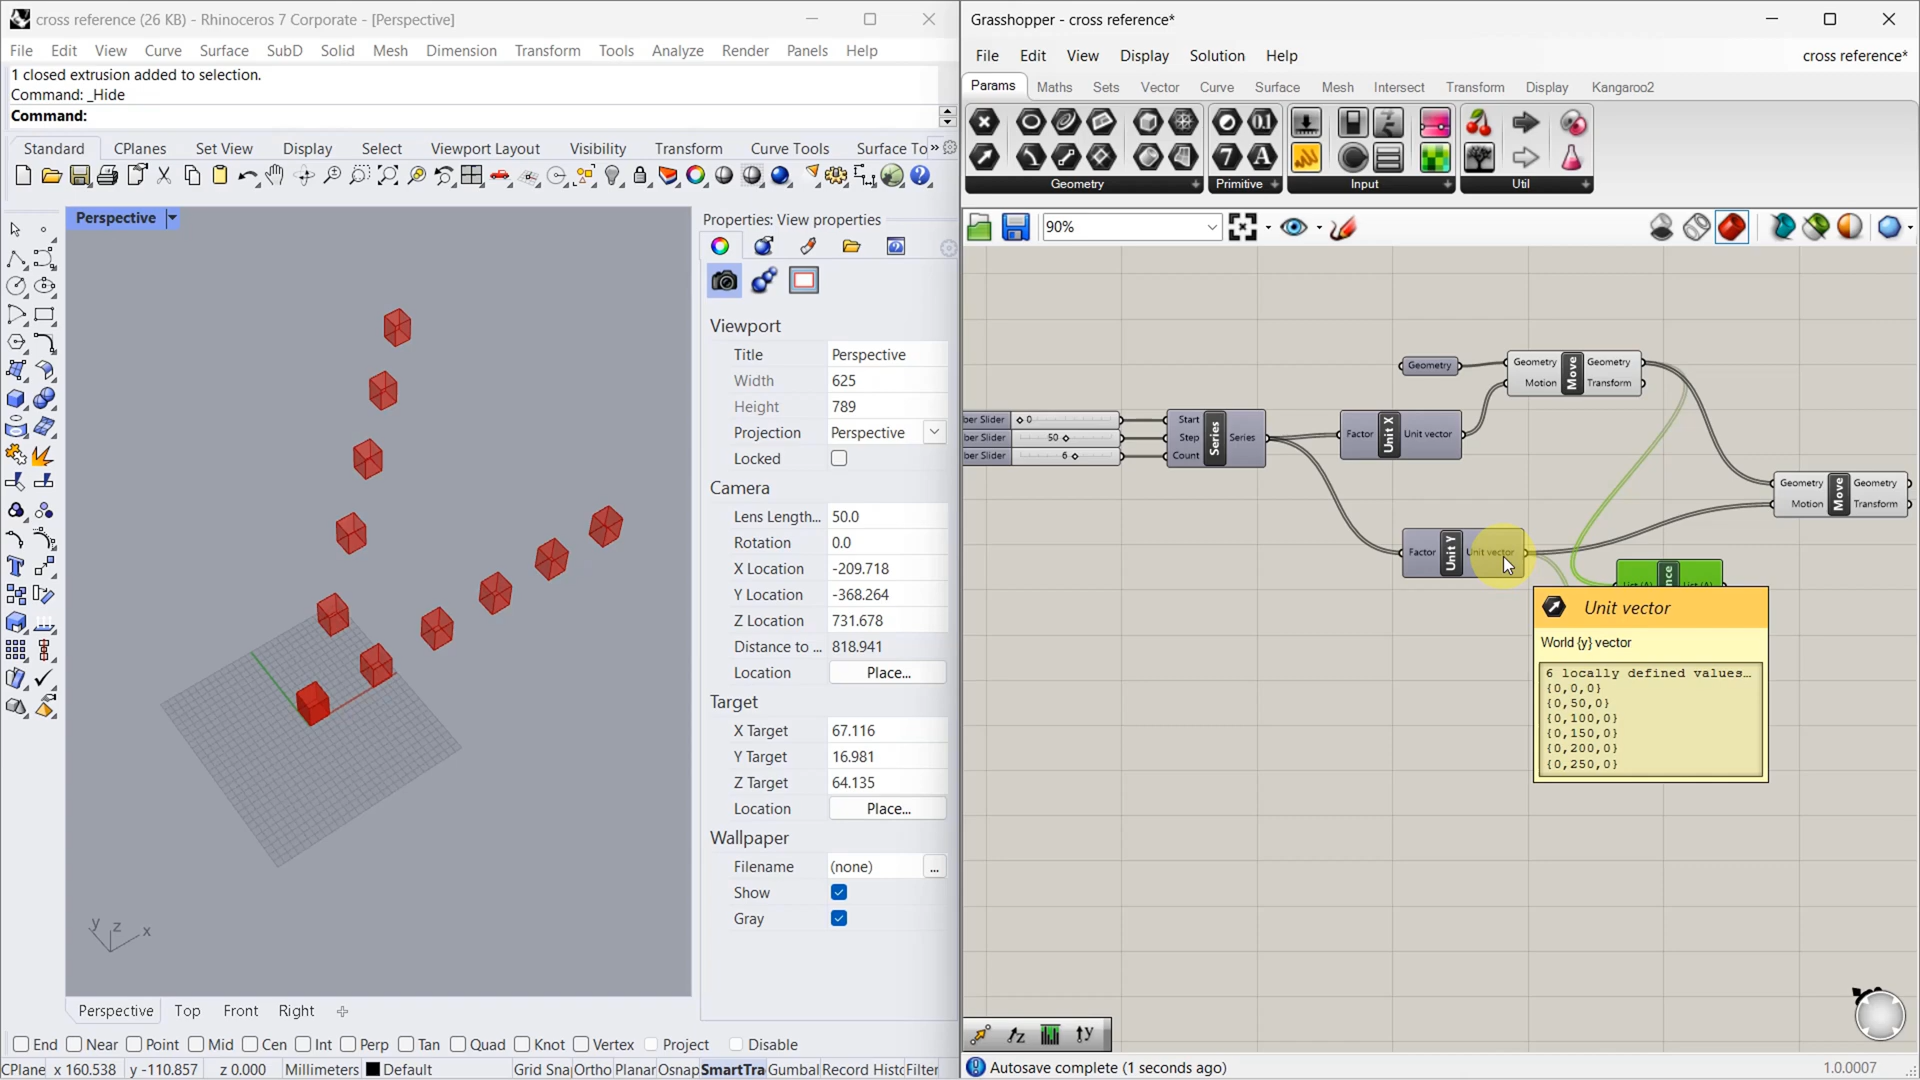 cross reference (26 KB) - Rhinoceros 7 Corporate - [Perspective]
File Edit View Curve Surface SubD Solid Mesh Dimension Transform Tools Analyze Render Panels Help
1 closed extrusion added to selection.
Command: _Hide
Command:
Standard CPlanes Set View Display Select Viewport Layout Visibility Transform Curve Tools Surface To »
Perspective
Properties: View properties
Viewport
Title Perspective
Width 625
Height 789
Projection Perspective
Locked
Camera
Lens Length... 50.0
Rotation 0.0
X Location -209.718
Y Location -368.264
Z Location 731.678
Distance to ... 818.941
Location Place...
Target
X Target 67.116
Y Target 16.981
Z Target 64.135
Location Place...
Wallpaper
Filename (none) ...
Show
Gray
y z x
Perspective Top Front Right
End Near Point Mid Cen Int Perp Tan Quad Knot Vertex Project Disable
CPlane x 160.538 y -110.857 z 0.000 Millimeters Default Grid Sna Ortho Planar Osnap SmartTra Gumbal Record Histo Filter
Grasshopper - cross reference*
File Edit View Display Solution Help cross reference*
Params Maths Sets Vector Curve Surface Mesh Intersect Transform Display Kangaroo2
Geometry Primitive Input Util
90%
Geometry
Geometry Move Geometry
Motion Transform
ber Slider 0
ber Slider 50
ber Slider 6
Start Series Series
Step
Count
Factor Unit X Unit vector
Geometry Move Geometry
Motion Transform
Factor Unit Y Unit vector
List (A) nce List (A)
Unit vector
World {y} vector
6 locally defined values...
{0,0,0}
{0,50,0}
{0,100,0}
{0,150,0}
{0,200,0}
{0,250,0}
Autosave complete (1 seconds ago) 1.0.0007